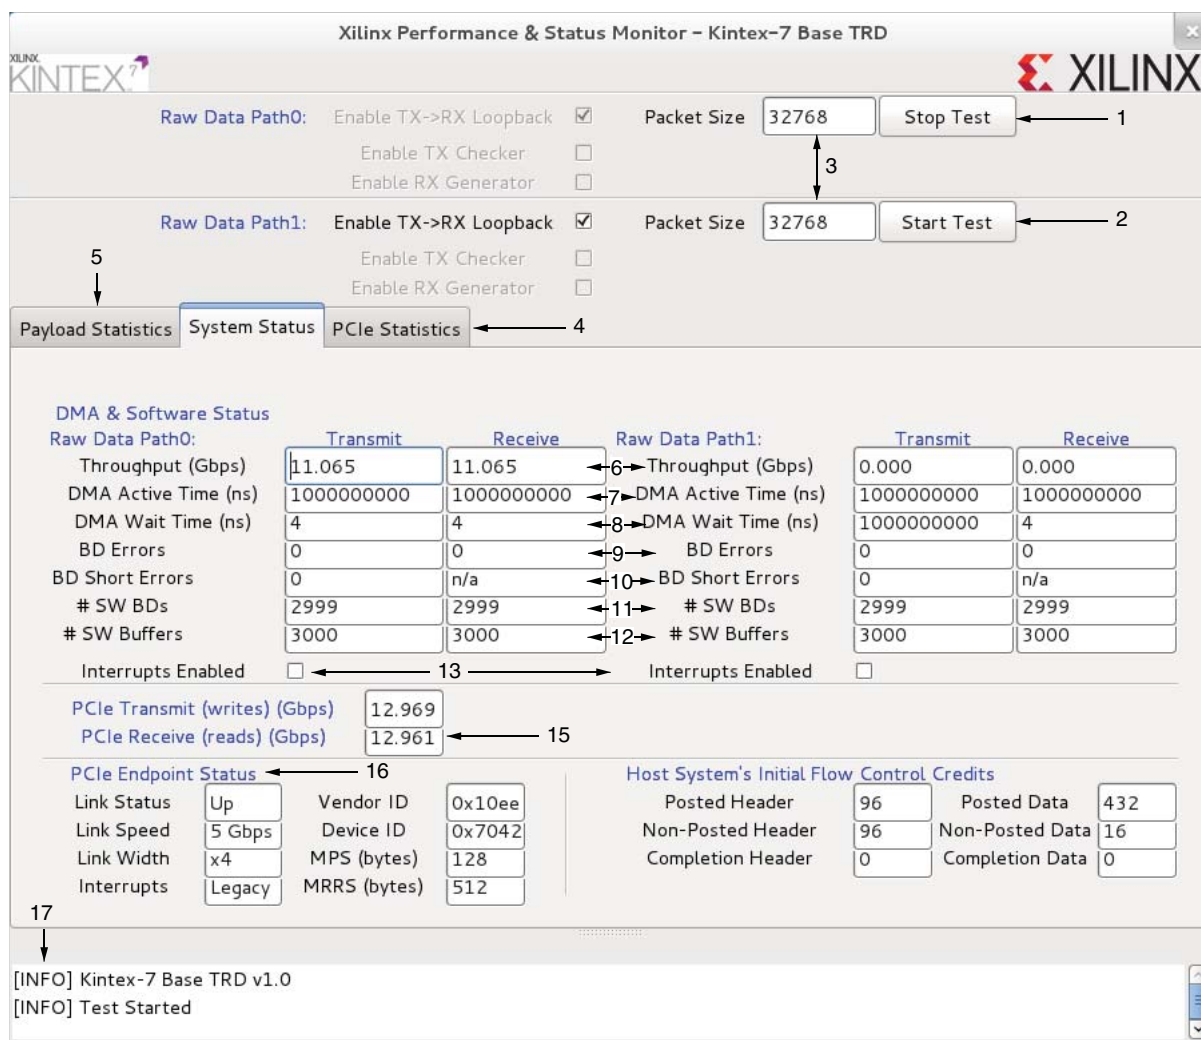 Xilinx Performance & Status Monitor – Kintex-7 Base TRD
XILINX
KINTEX 7
XILINX
Raw Data Path0: Enable TX->RX Loopback Packet Size 32768 Stop Test 1
Enable TX Checker
3
Enable RX Generator
Raw Data Path1: Enable TX->RX Loopback Packet Size 32768 Start Test 2
Enable TX Checker
5
Enable RX Generator
Payload Statistics System Status PCIe Statistics 4
DMA & Software Status
Raw Data Path0: Transmit Receive Raw Data Path1: Transmit Receive
Throughput (Gbps) 11.065 11.065 6 Throughput (Gbps) 0.000 0.000
DMA Active Time (ns) 1000000000 1000000000 7 DMA Active Time (ns) 1000000000 1000000000
DMA Wait Time (ns) 4 4 8 DMA Wait Time (ns) 1000000000 4
BD Errors 0 0 9 BD Errors 0 0
BD Short Errors 0 n/a 10 BD Short Errors 0 n/a
# SW BDs 2999 2999 11 # SW BDs 2999 2999
# SW Buffers 3000 3000 12 # SW Buffers 3000 3000
Interrupts Enabled 13 Interrupts Enabled
PCIe Transmit (writes) (Gbps) 12.969
PCIe Receive (reads) (Gbps) 12.961 15
PCIe Endpoint Status 16 Host System's Initial Flow Control Credits
Link Status Up Vendor ID 0x10ee Posted Header 96 Posted Data 432
Link Speed 5 Gbps Device ID 0x7042 Non-Posted Header 96 Non-Posted Data 16
Link Width x4 MPS (bytes) 128 Completion Header 0 Completion Data 0
Interrupts Legacy MRRS (bytes) 512
17
[INFO] Kintex-7 Base TRD v1.0
[INFO] Test Started